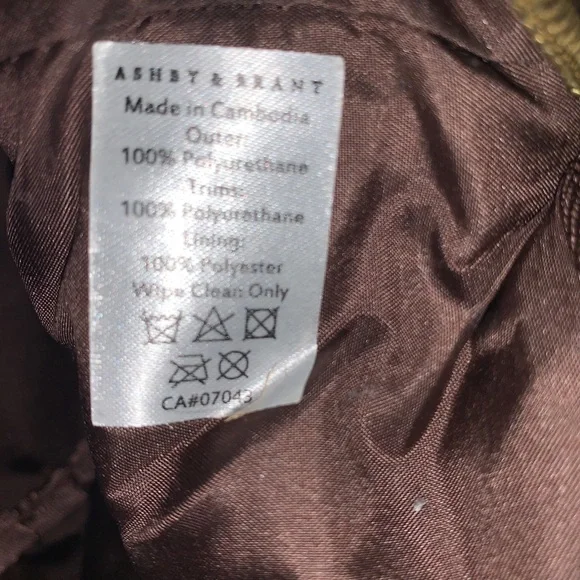 ASHBY & BRANT
Made in Cambodia
Outer:
100% Polyurethane
Trims:
100% Polyurethane
Lining:
100% Polyester
Wipe Clean Only
CA#07043